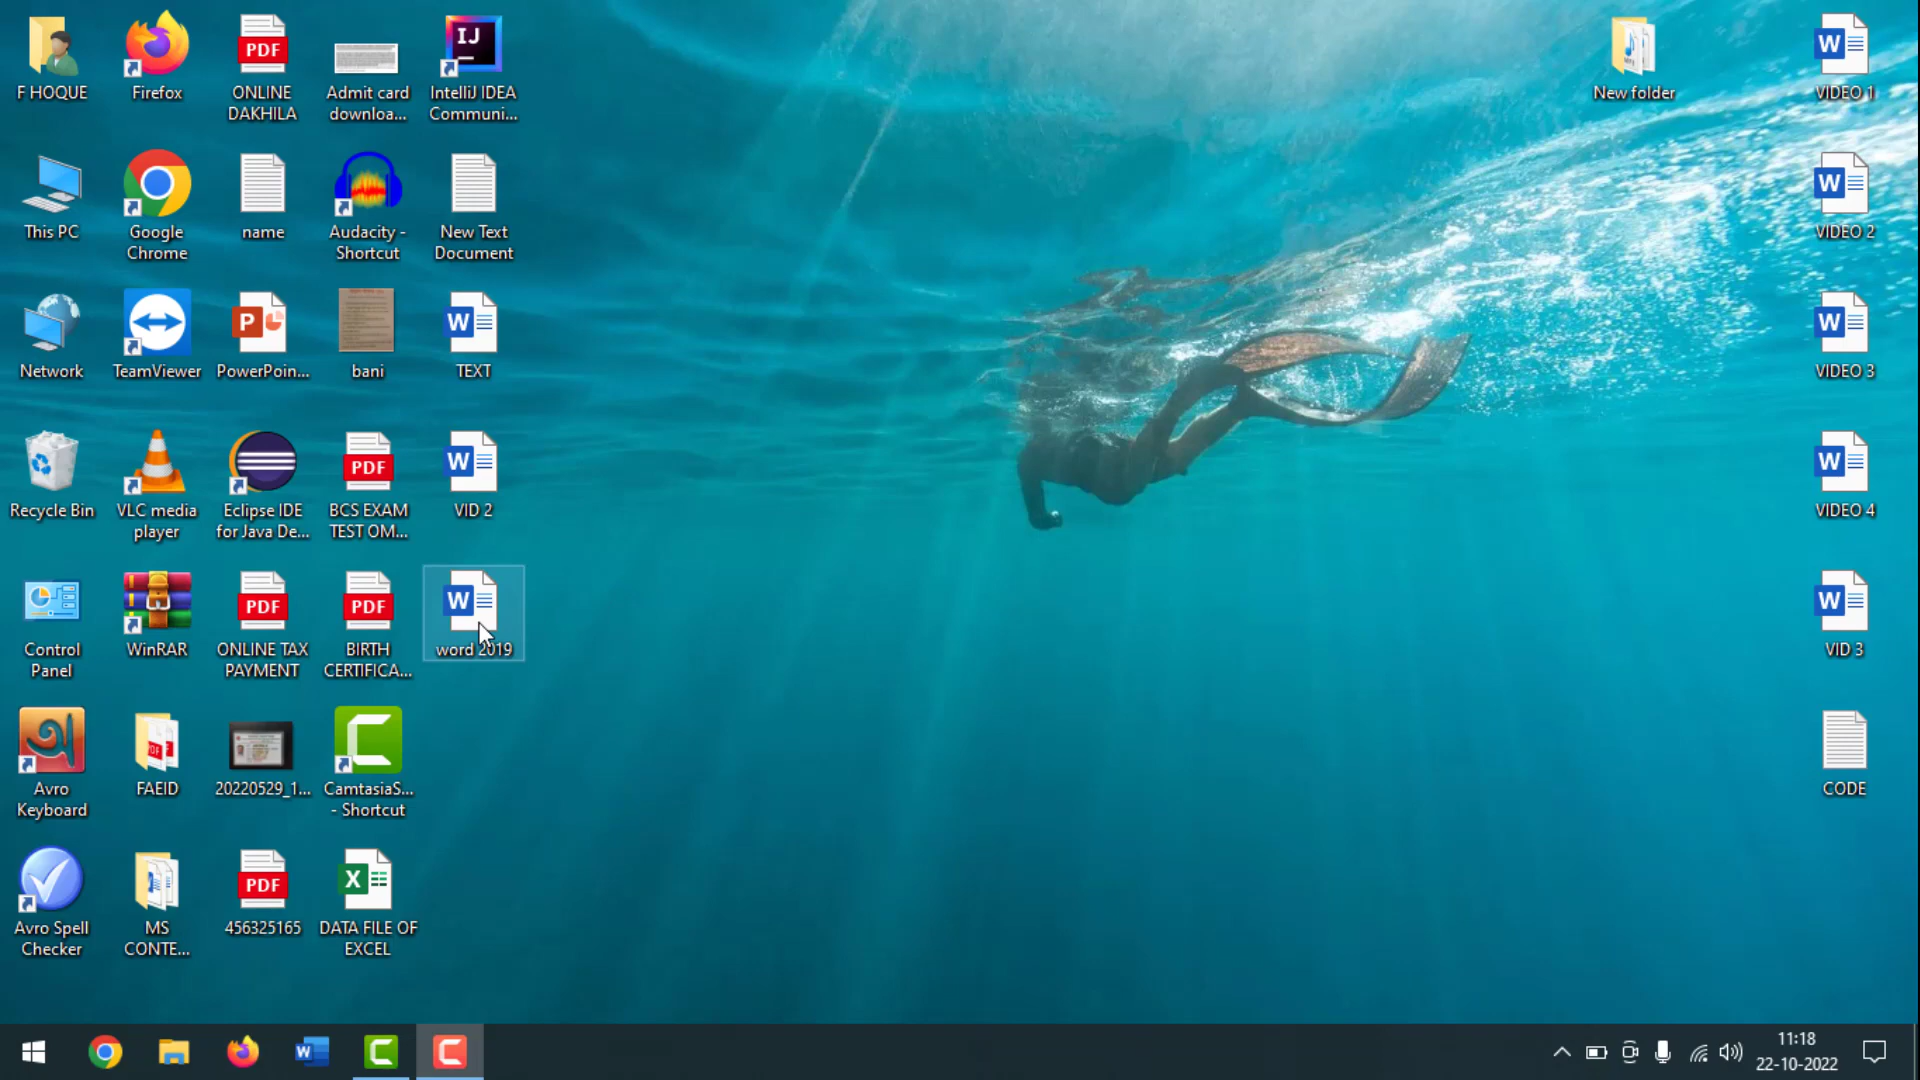 F HOQUE
Firefox
ONLINE
DAKHILA
Admit card
downloa...
IntelliJ IDEA
Communi...
New folder
VIDEO 1
This PC
Google
Chrome
name
Audacity -
Shortcut
New Text
Document
VIDEO 2
Network
TeamViewer
PowerPoin...
bani
TEXT
VIDEO 3
Recycle Bin
VLC media
player
Eclipse IDE
for Java De...
BCS EXAM
TEST OM...
VID 2
VIDEO 4
Control
Panel
WinRAR
ONLINE TAX
PAYMENT
BIRTH
CERTIFICA...
word 2019
VID 3
Avro
Keyboard
FAEID
20220529_1...
CamtasiaS...
- Shortcut
CODE
Avro Spell
Checker
MS
CONTE...
456325165
DATA FILE OF
EXCEL
11:18
22-10-2022